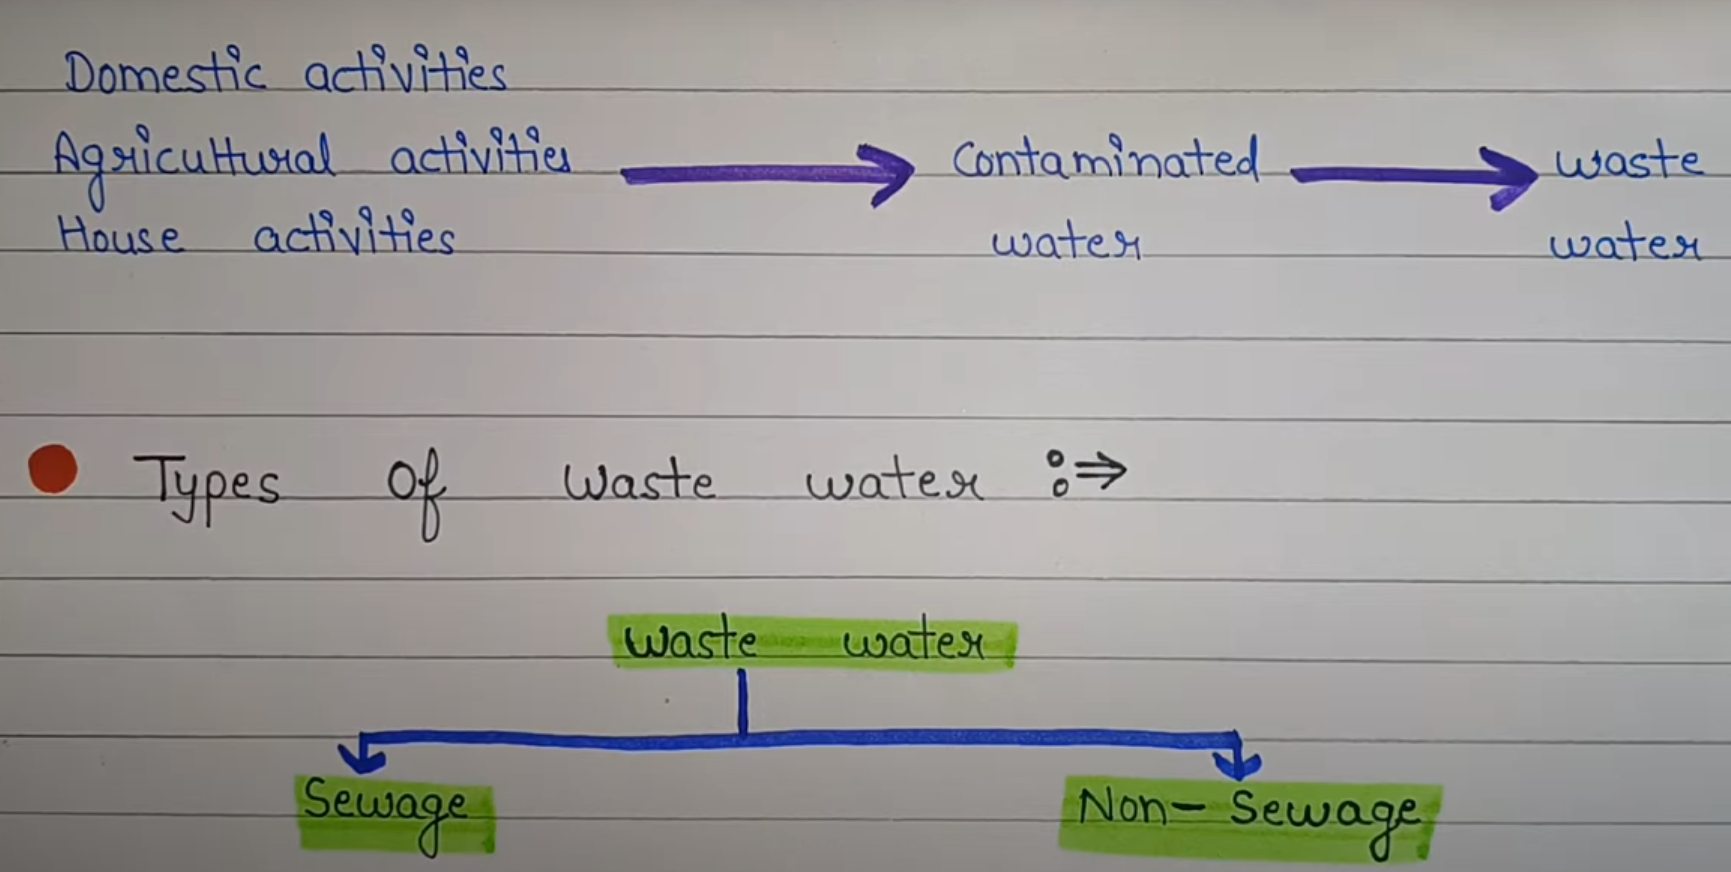 Domestic activities
Agricultural activities → Contaminated → waste
House activities water water
Types of waste water :⇒
waste water
Sewage Non- Sewage